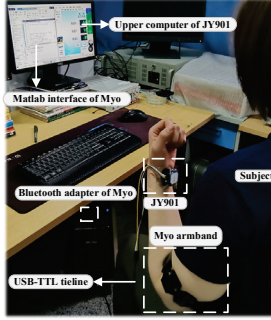 Upper computer of JY901
Matlab interface of Myo
Bluetooth adapter of Myo
JY901
Subject
Myo armband
USB-TTL tieline